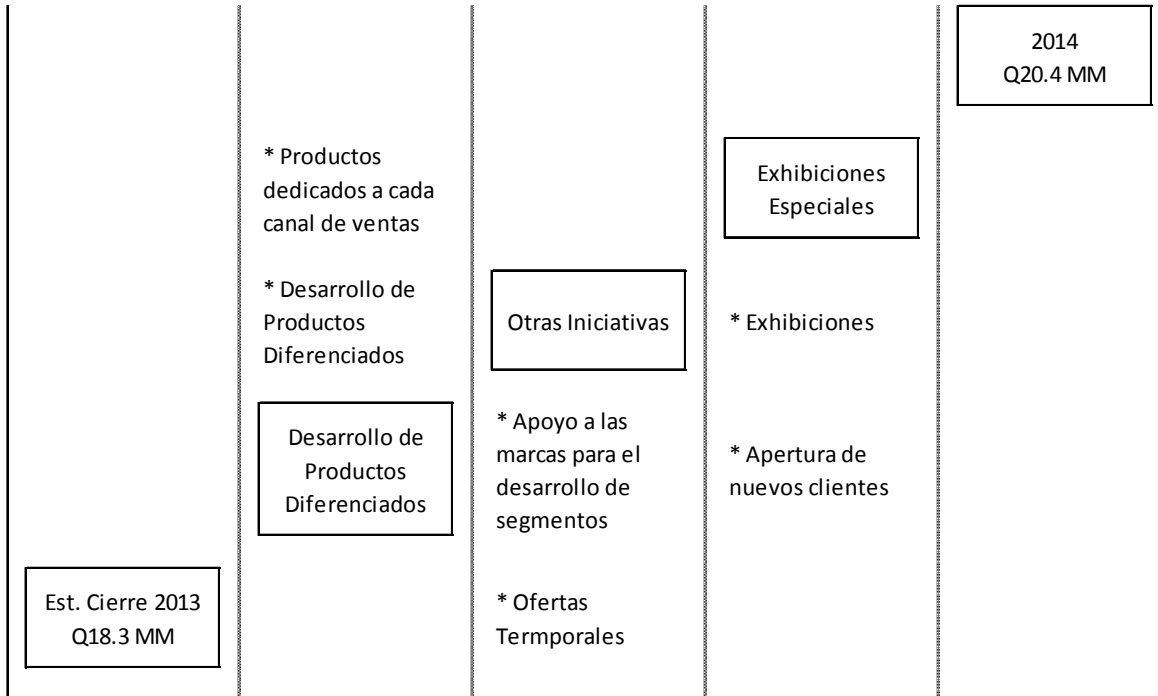 Est. Cierre 2013
Q18.3 MM
* Productos
dedicados a cada
canal de ventas
* Desarrollo de
Productos
Diferenciados
Desarrollo de
Productos
Diferenciados
Otras Iniciativas
* Apoyo a las
marcas para el
desarrollo de
segmentos
* Ofertas
Termporales
Exhibiciones
Especiales
* Exhibiciones
* Apertura de
nuevos clientes
2014
Q20.4 MM